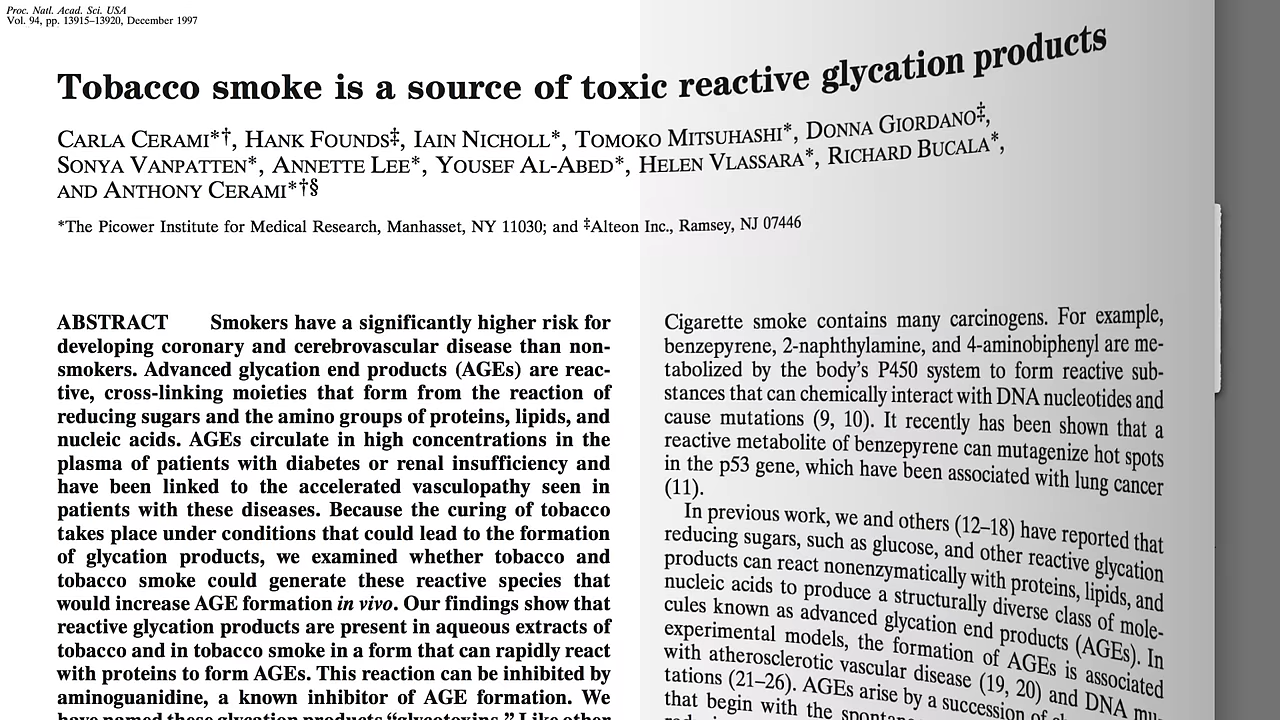 Proc. Natl. Acad. Sci. USA
Vol. 94, pp. 13915–13920, December 1997
Tobacco smoke is a source of toxic reactive glycation products
CARLA CERAMI*†, HANK FOUNDS‡, IAIN NICHOLL*, TOMOKO MITSUHASHI*, DONNA GIORDANO‡,
SONYA VANPATTEN*, ANNETTE LEE*, YOUSEF AL-ABED*, HELEN VLASSARA*, RICHARD BUCALA*,
AND ANTHONY CERAMI*†§
*The Picower Institute for Medical Research, Manhasset, NY 11030; and ‡Alteon Inc., Ramsey, NJ 07446
ABSTRACT Smokers have a significantly higher risk for
developing coronary and cerebrovascular disease than non-
smokers. Advanced glycation end products (AGEs) are reac-
tive, cross-linking moieties that form from the reaction of
reducing sugars and the amino groups of proteins, lipids, and
nucleic acids. AGEs circulate in high concentrations in the
plasma of patients with diabetes or renal insufficiency and
have been linked to the accelerated vasculopathy seen in
patients with these diseases. Because the curing of tobacco
takes place under conditions that could lead to the formation
of glycation products, we examined whether tobacco and
tobacco smoke could generate these reactive species that
would increase AGE formation in vivo. Our findings show that
reactive glycation products are present in aqueous extracts of
tobacco and in tobacco smoke in a form that can rapidly react
with proteins to form AGEs. This reaction can be inhibited by
aminoguanidine, a known inhibitor of AGE formation. We
have named these glycation products “glycotoxins.” Like other
Cigarette smoke contains many carcinogens. For example,
benzepyrene, 2-naphthylamine, and 4-aminobiphenyl are me-
tabolized by the body’s P450 system to form reactive sub-
stances that can chemically interact with DNA nucleotides and
cause mutations (9, 10). It recently has been shown that a
reactive metabolite of benzepyrene can mutagenize hot spots
in the p53 gene, which have been associated with lung cancer
(11).
In previous work, we and others (12–18) have reported that
reducing sugars, such as glucose, and other reactive glycation
products can react nonenzymatically with proteins, lipids, and
nucleic acids to produce a structurally diverse class of mole-
cules known as advanced glycation end products (AGEs). In
experimental models, the formation of AGEs is associated
with atherosclerotic vascular disease (19, 20) and DNA mu-
tations (21–26). AGEs arise by a succession of
that begin with the